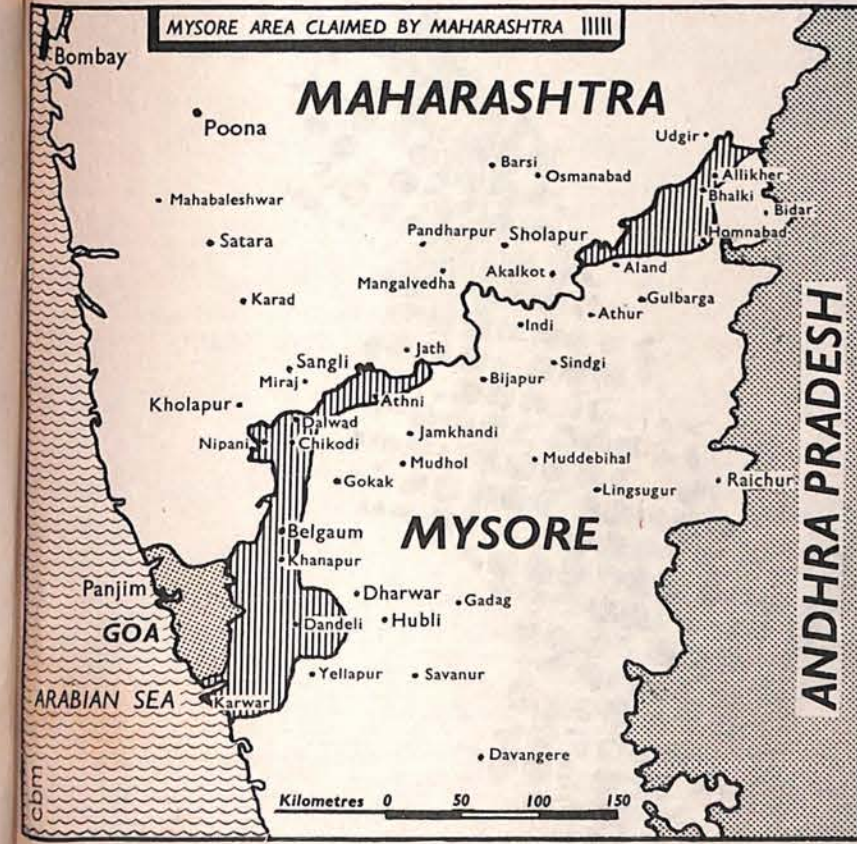 MYSORE AREA CLAIMED BY MAHARASHTRA
Bombay
MAHARASHTRA
Poona
Udgir
Barsi
Osmanabad
Allikher
Bhalki
Mahabaleshwar
Bidar
Pandharpur
Sholapur
Homnabad
Satara
Mangalvedha
Akalkot
Aland
Karad
Gulbarga
Athur
Indi
Jath
Sangli
Sindgi
Miraj
Bijapur
Kholapur
Athni
Dalwad
Nipani
Chikodi
Jamkhandi
Mudhol
Muddebihal
Gokak
Lingsugur
Raichur
ANDHRA PRADESH
Belgaum
MYSORE
Khanapur
Panjim
Dharwar
Gadag
GOA
Dandeli
Hubli
Yellapur
Savanur
ARABIAN SEA
Karwar
Davangere
cbm
Kilometres 0 50 100 150